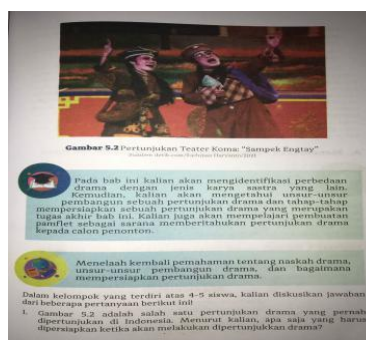 Gambar 5.2 Pertunjukan Teater Koma: "Sampek Engtay"
Pada bab ini kalian akan mengidentifikasi perbedaan
drama dengan jenis karya sastra yang lain.
Kemudian, kalian akan mengetahui unsur-unsur
pembangun sebuah pertunjukan drama dan tahap-tahap
mempersiapkan sebuah pertunjukan drama yang merupakan
tugas akhir bab ini. Kalian juga akan mempelajari pembuatan
pamflet sebagai sarana memberitahukan pertunjukan drama
kepada calon penonton.
Menelaah kembali pemahaman tentang naskah drama,
unsur-unsur pembangun drama, dan bagaimana
mempersiapkan pertunjukan drama.
Dalam kelompok yang terdiri atas 4-5 siswa, kalian diskusikan jawaban
dari beberapa pertanyaan berikut ini!
1. Gambar 5.2 adalah salah satu pertunjukan drama yang pernah
dipertunjukan di Indonesia. Menurut kalian, apa saja yang harus
dipersiapkan ketika akan melakukan dipertunjukkan drama?